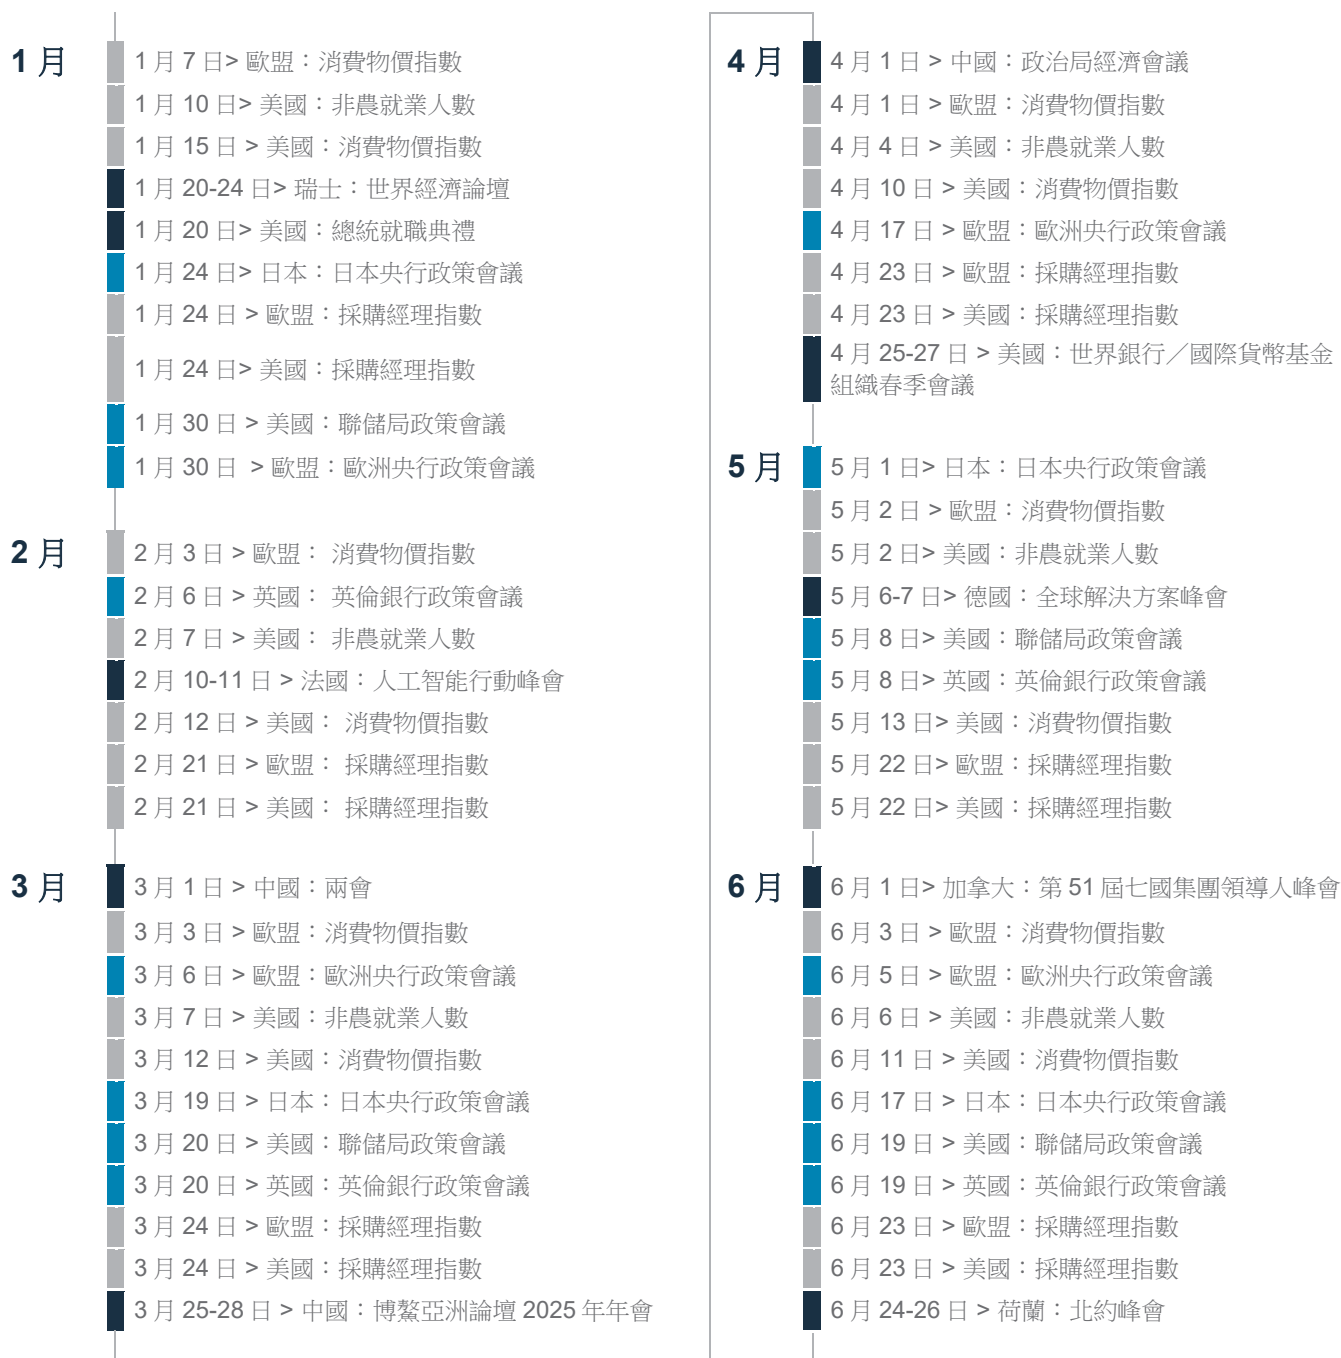 1 月
1 月 7 日> 歐盟：消費物價指數
1 月 10 日> 美國：非農就業人數
1 月 15 日 > 美國：消費物價指數
1 月 20-24 日> 瑞士：世界經濟論壇
1 月 20 日> 美國：總統就職典禮
1 月 24 日> 日本：日本央行政策會議
1 月 24 日 > 歐盟：採購經理指數
1 月 24 日> 美國：採購經理指數
1 月 30 日 > 美國：聯儲局政策會議
1 月 30 日 > 歐盟：歐洲央行政策會議
2 月
2 月 3 日 > 歐盟： 消費物價指數
2 月 6 日 > 英國： 英倫銀行政策會議
2 月 7 日 > 美國： 非農就業人數
2 月 10-11 日 > 法國：人工智能行動峰會
2 月 12 日 > 美國： 消費物價指數
2 月 21 日 > 歐盟： 採購經理指數
2 月 21 日 > 美國： 採購經理指數
3 月
3 月 1 日 > 中國：兩會
3 月 3 日 > 歐盟：消費物價指數
3 月 6 日 > 歐盟：歐洲央行政策會議
3 月 7 日 > 美國：非農就業人數
3 月 12 日 > 美國：消費物價指數
3 月 19 日 > 日本：日本央行政策會議
3 月 20 日 > 美國：聯儲局政策會議
3 月 20 日 > 英國：英倫銀行政策會議
3 月 24 日 > 歐盟：採購經理指數
3 月 24 日 > 美國：採購經理指數
3 月 25-28 日 > 中國：博鰲亞洲論壇 2025 年年會
4 月
4 月 1 日 > 中國：政治局經濟會議
4 月 1 日 > 歐盟：消費物價指數
4 月 4 日 > 美國：非農就業人數
4 月 10 日 > 美國：消費物價指數
4 月 17 日 > 歐盟：歐洲央行政策會議
4 月 23 日 > 歐盟：採購經理指數
4 月 23 日 > 美國：採購經理指數
4 月 25-27 日 > 美國：世界銀行／國際貨幣基金
組織春季會議
5 月
5 月 1 日> 日本：日本央行政策會議
5 月 2 日 > 歐盟：消費物價指數
5 月 2 日> 美國：非農就業人數
5 月 6-7 日> 德國：全球解決方案峰會
5 月 8 日> 美國：聯儲局政策會議
5 月 8 日> 英國：英倫銀行政策會議
5 月 13 日> 美國：消費物價指數
5 月 22 日> 歐盟：採購經理指數
5 月 22 日> 美國：採購經理指數
6 月
6 月 1 日> 加拿大：第 51 屆七國集團領導人峰會
6 月 3 日 > 歐盟：消費物價指數
6 月 5 日 > 歐盟：歐洲央行政策會議
6 月 6 日 > 美國：非農就業人數
6 月 11 日 > 美國：消費物價指數
6 月 17 日 > 日本：日本央行政策會議
6 月 19 日 > 美國：聯儲局政策會議
6 月 19 日 > 英國：英倫銀行政策會議
6 月 23 日 > 歐盟：採購經理指數
6 月 23 日 > 美國：採購經理指數
6 月 24-26 日 > 荷蘭：北約峰會